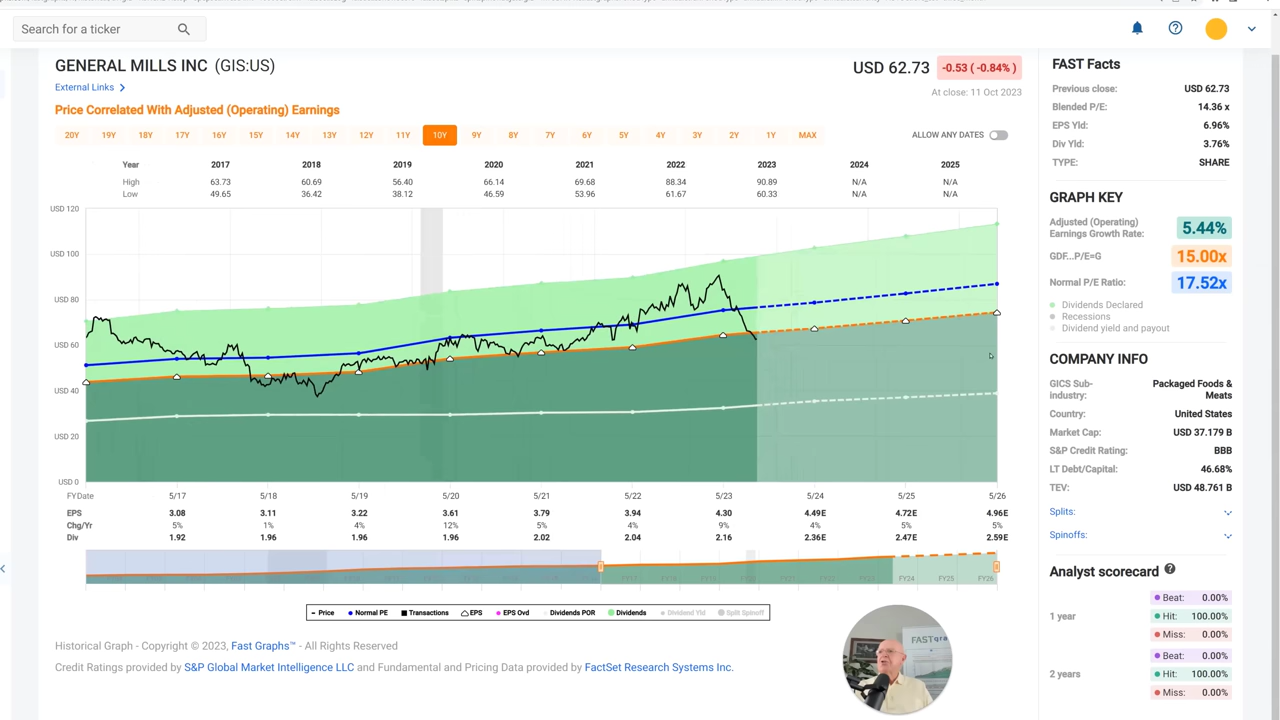 Search for a ticker
GENERAL MILLS INC (GIS:US)
External Links
USD 62.73 -0.53 ( -0.84% )
At close: 11 Oct 2023
Price Correlated With Adjusted (Operating) Earnings
20Y 19Y 18Y 17Y 16Y 15Y 14Y 13Y 12Y 11Y 10Y 9Y 8Y 7Y 6Y 5Y 4Y 3Y 2Y 1Y MAX
ALLOW ANY DATES
Year 2017 2018 2019 2020 2021 2022 2023 2024 2025
High 63.73 60.69 56.40 66.14 69.68 88.34 90.89 N/A N/A
Low 49.65 36.42 38.12 46.59 53.96 61.67 60.33 N/A N/A
USD 120
USD 100
USD 80
USD 60
USD 40
USD 20
USD 0
FYDate 5/17 5/18 5/19 5/20 5/21 5/22 5/23 5/24 5/25 5/26
EPS 3.08 3.11 3.22 3.61 3.79 3.94 4.30 4.49E 4.72E 4.96E
Chg/Yr 5% 1% 4% 12% 5% 4% 9% 4% 5% 5%
Div 1.92 1.96 1.96 1.96 2.02 2.04 2.16 2.36E 2.47E 2.59E
FY24 FY25 FY26
Price Normal PE Transactions EPS EPS Ovd Dividends POR Dividends Dividend Yld Split Spinoff
Historical Graph - Copyright © 2023, Fast Graphs™ - All Rights Reserved
Credit Ratings provided by S&P Global Market Intelligence LLC and Fundamental and Pricing Data provided by FactSet Research Systems Inc.
FAST Facts
Previous close: USD 62.73
Blended P/E: 14.36 x
EPS Yld: 6.96%
Div Yld: 3.76%
TYPE: SHARE
GRAPH KEY
Adjusted (Operating)
Earnings Growth Rate: 5.44%
GDF...P/E=G 15.00x
Normal P/E Ratio: 17.52x
Dividends Declared
Recessions
Dividend yield and payout
COMPANY INFO
GICS Sub-
industry: Packaged Foods &
Meats
Country: United States
Market Cap: USD 37.179 B
S&P Credit Rating: BBB
LT Debt/Capital: 46.68%
TEV: USD 48.761 B
Splits:
Spinoffs:
Analyst scorecard
1 year
Beat: 0.00%
Hit: 100.00%
Miss: 0.00%
2 years
Beat: 0.00%
Hit: 100.00%
Miss: 0.00%